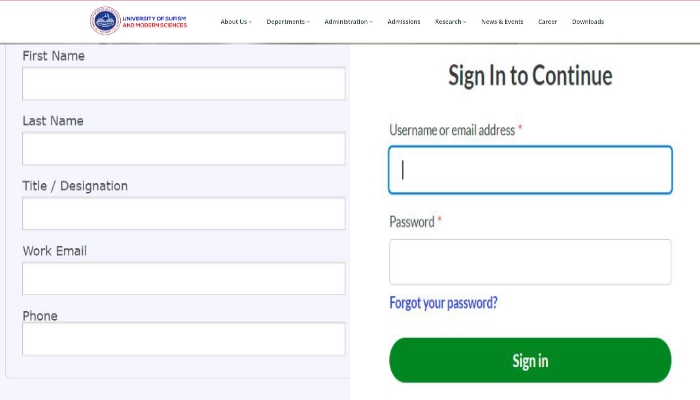 UNIVERSITY OF SUFISM
AND MODERN SCIENCES
About Us
Departments
Administration
Admissions
Research
News & Events
Career
Downloads
First Name
Last Name
Title / Designation
Work Email
Phone
Sign In to Continue
Username or email address *
Password *
Forgot your password?
Sign in